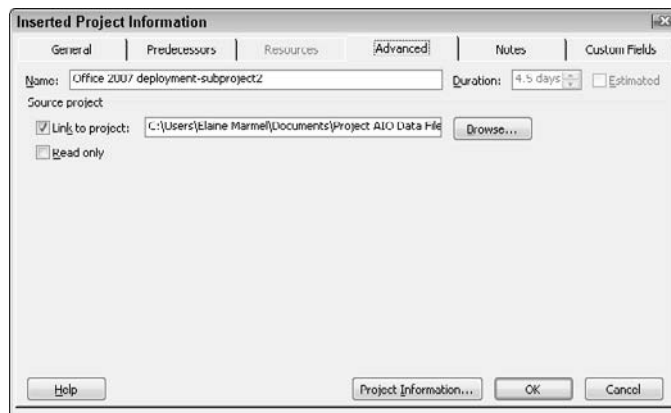 Inserted Project Information
General Predecessors Resources Advanced Notes Custom Fields
Name: Office 2007 deployment-subproject2 Duration: 4.5 days Estimated
Source project
Link to project: C:\Users\Elaine Marmel\Documents\Project AIO Data File Browse...
Read only
Help Project Information... OK Cancel